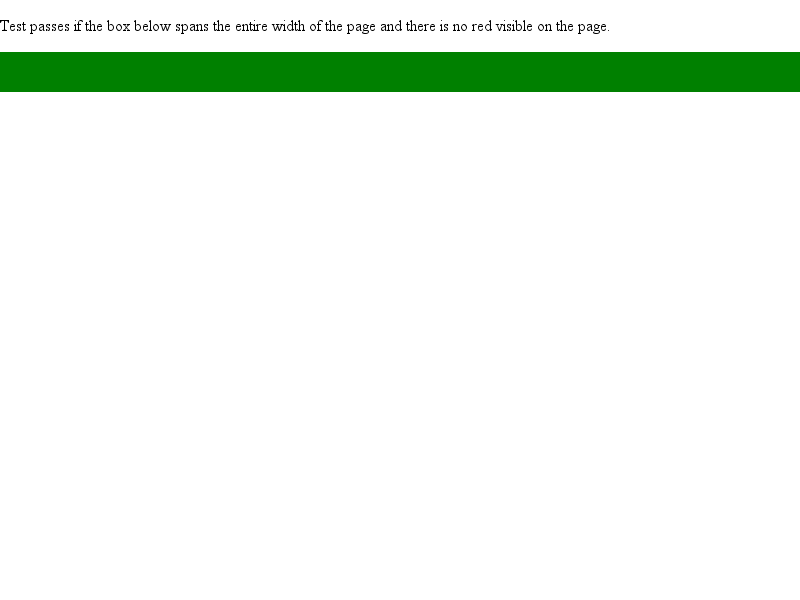 Test passes if the box below spans the entire width of the page and there is no red visible on the page.